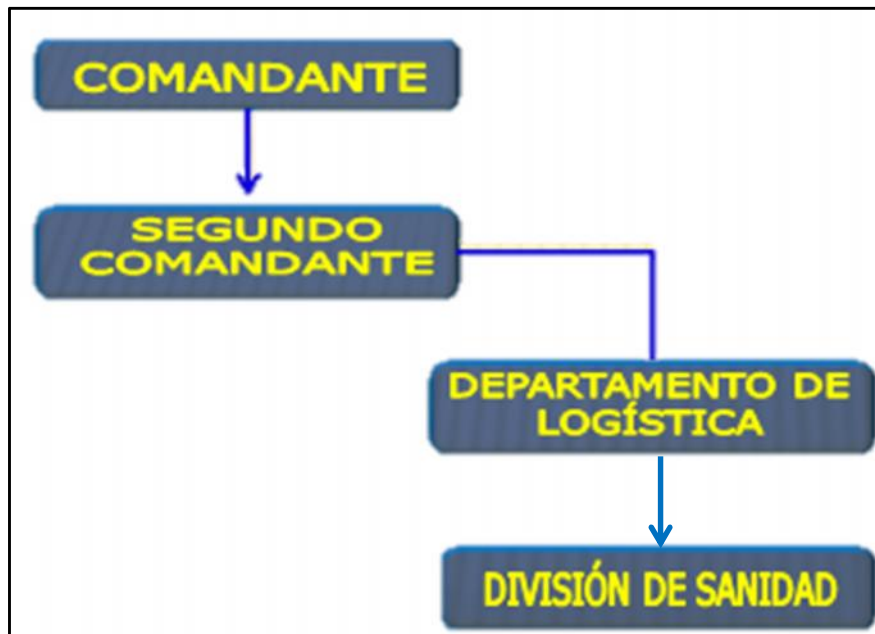 COMANDANTE
SEGUNDO
COMANDANTE
DEPARTAMENTO DE
LOGÍSTICA
DIVISIÓN DE SANIDAD